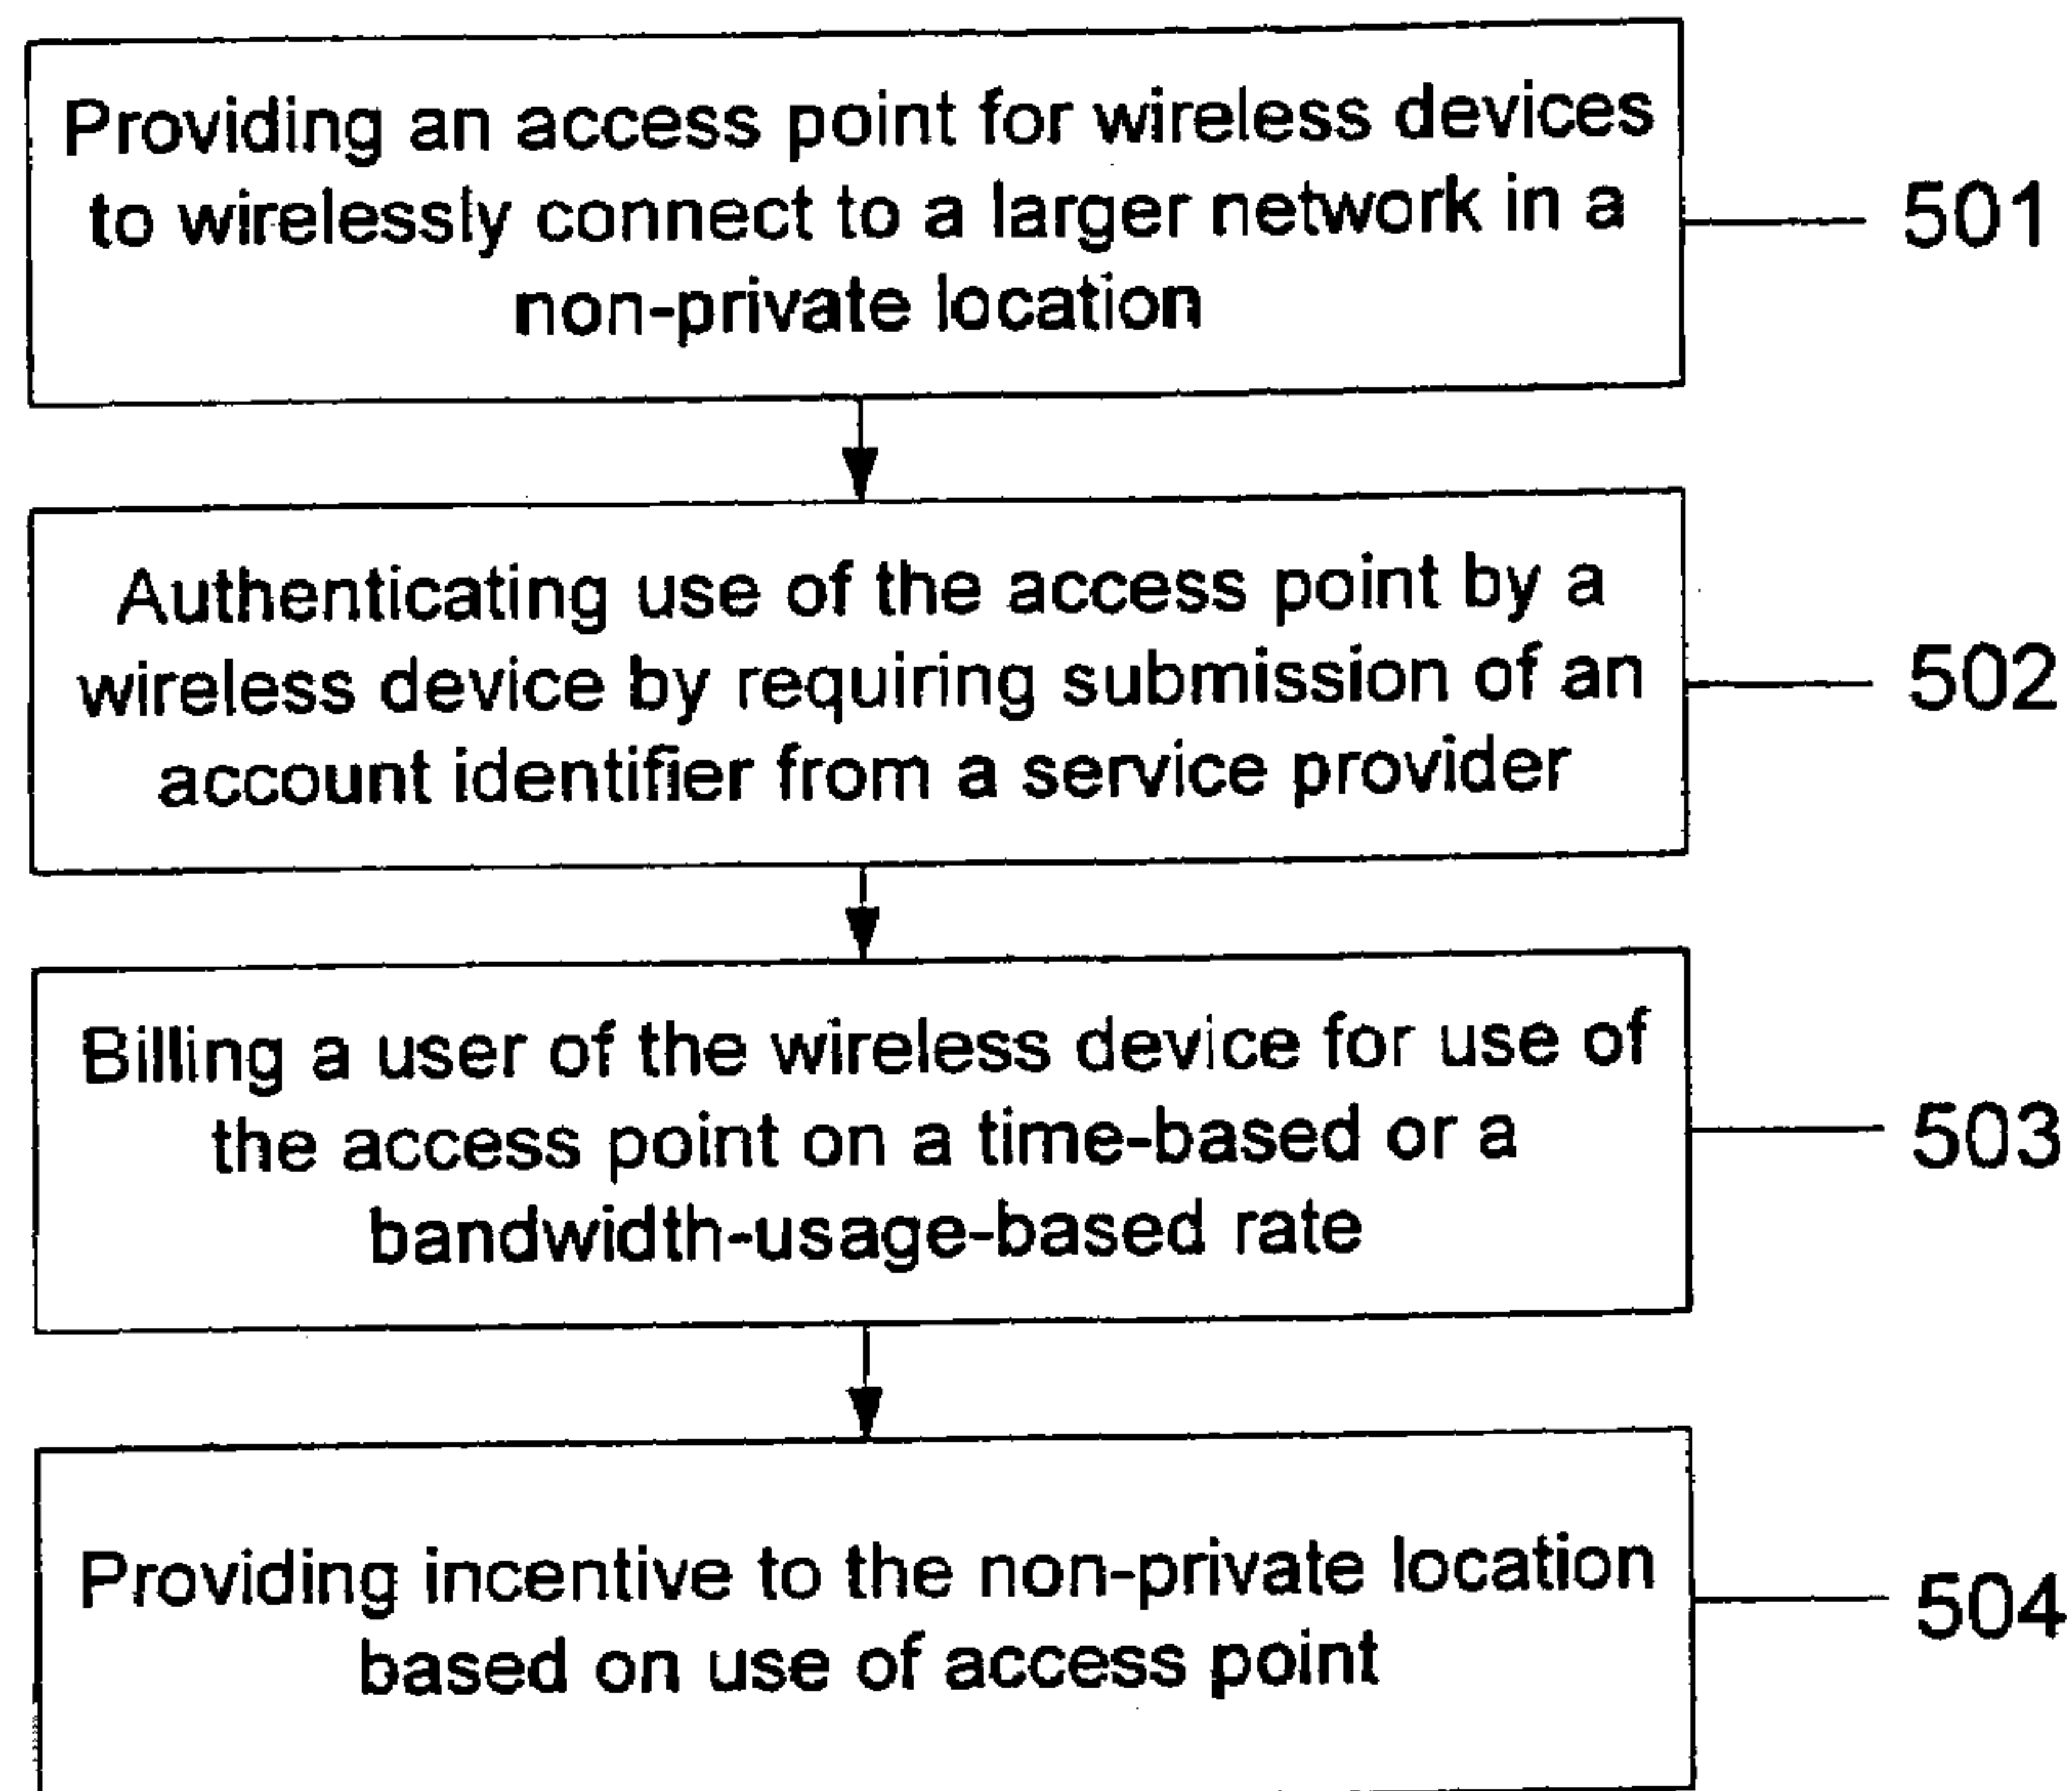 Providing an access point for wireless devices
to wirelessly connect to a larger network in a
non-private location
501
Authenticating use of the access point by a
wireless device by requiring submission of an
account identifier from a service provider
502
Billing a user of the wireless device for use of
the access point on a time-based or a
bandwidth-usage-based rate
503
Providing incentive to the non-private location
based on use of access point
504